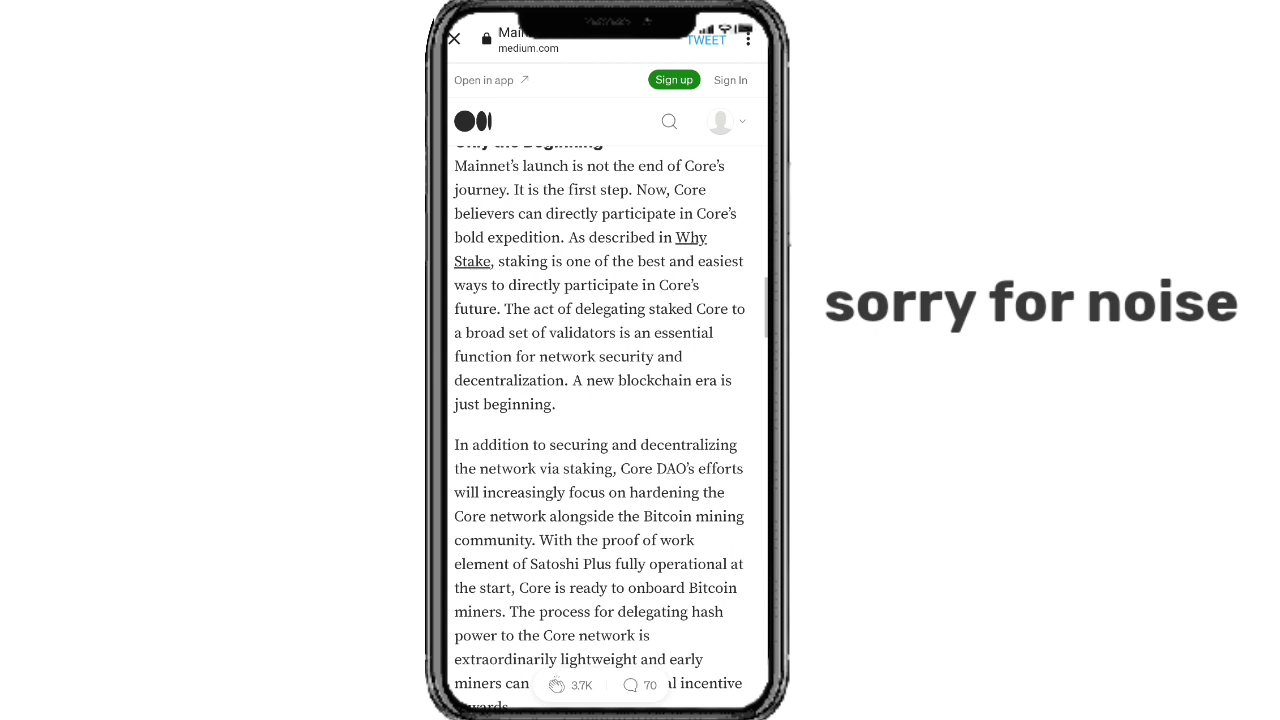 Main
medium.com
TWEET
Open in app
Sign up
Sign In
Only the Beginning
Mainnet’s launch is not the end of Core’s
journey. It is the first step. Now, Core
believers can directly participate in Core’s
bold expedition. As described in Why
Stake, staking is one of the best and easiest
ways to directly participate in Core’s
future. The act of delegating staked Core to
a broad set of validators is an essential
function for network security and
decentralization. A new blockchain era is
just beginning.
In addition to securing and decentralizing
the network via staking, Core DAO’s efforts
will increasingly focus on hardening the
Core network alongside the Bitcoin mining
community. With the proof of work
element of Satoshi Plus fully operational at
the start, Core is ready to onboard Bitcoin
miners. The process for delegating hash
power to the Core network is
extraordinarily lightweight and early
miners can al incentive
3.7K
70
sorry for noise